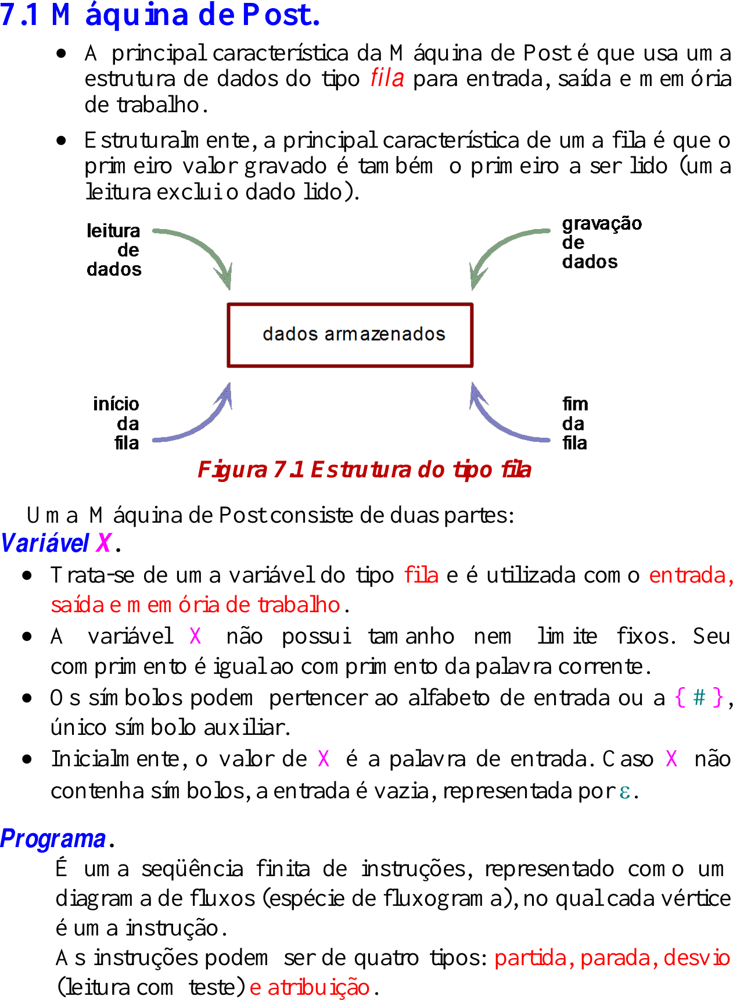 7.1 Máquina de Post.
• A principal característica da Máquina de Post é que usa uma
estrutura de dados do tipo fila para entrada, saída e memória
de trabalho.
• Estruturalmente, a principal característica de uma fila é que o
primeiro valor gravado é também o primeiro a ser lido (uma
leitura exclui o dado lido).
leitura
de
dados
gravação
de
dados
dados armazenados
início
da
fila
fim
da
fila
Figura 7.1 Estrutura do tipo fila
Uma Máquina de Post consiste de duas partes:
Variável X.
• Trata-se de uma variável do tipo fila e é utilizada como entrada,
saída e memória de trabalho.
• A variável X não possui tamanho nem limite fixos. Seu
comprimento é igual ao comprimento da palavra corrente.
• Os símbolos podem pertencer ao alfabeto de entrada ou a { # },
único símbolo auxiliar.
• Inicialmente, o valor de X é a palavra de entrada. Caso X não
contenha símbolos, a entrada é vazia, representada por ε.
Programa.
É uma seqüência finita de instruções, representado como um
diagrama de fluxos (espécie de fluxograma), no qual cada vértice
é uma instrução.
As instruções podem ser de quatro tipos: partida, parada, desvio
(leitura com teste) e atribuição.